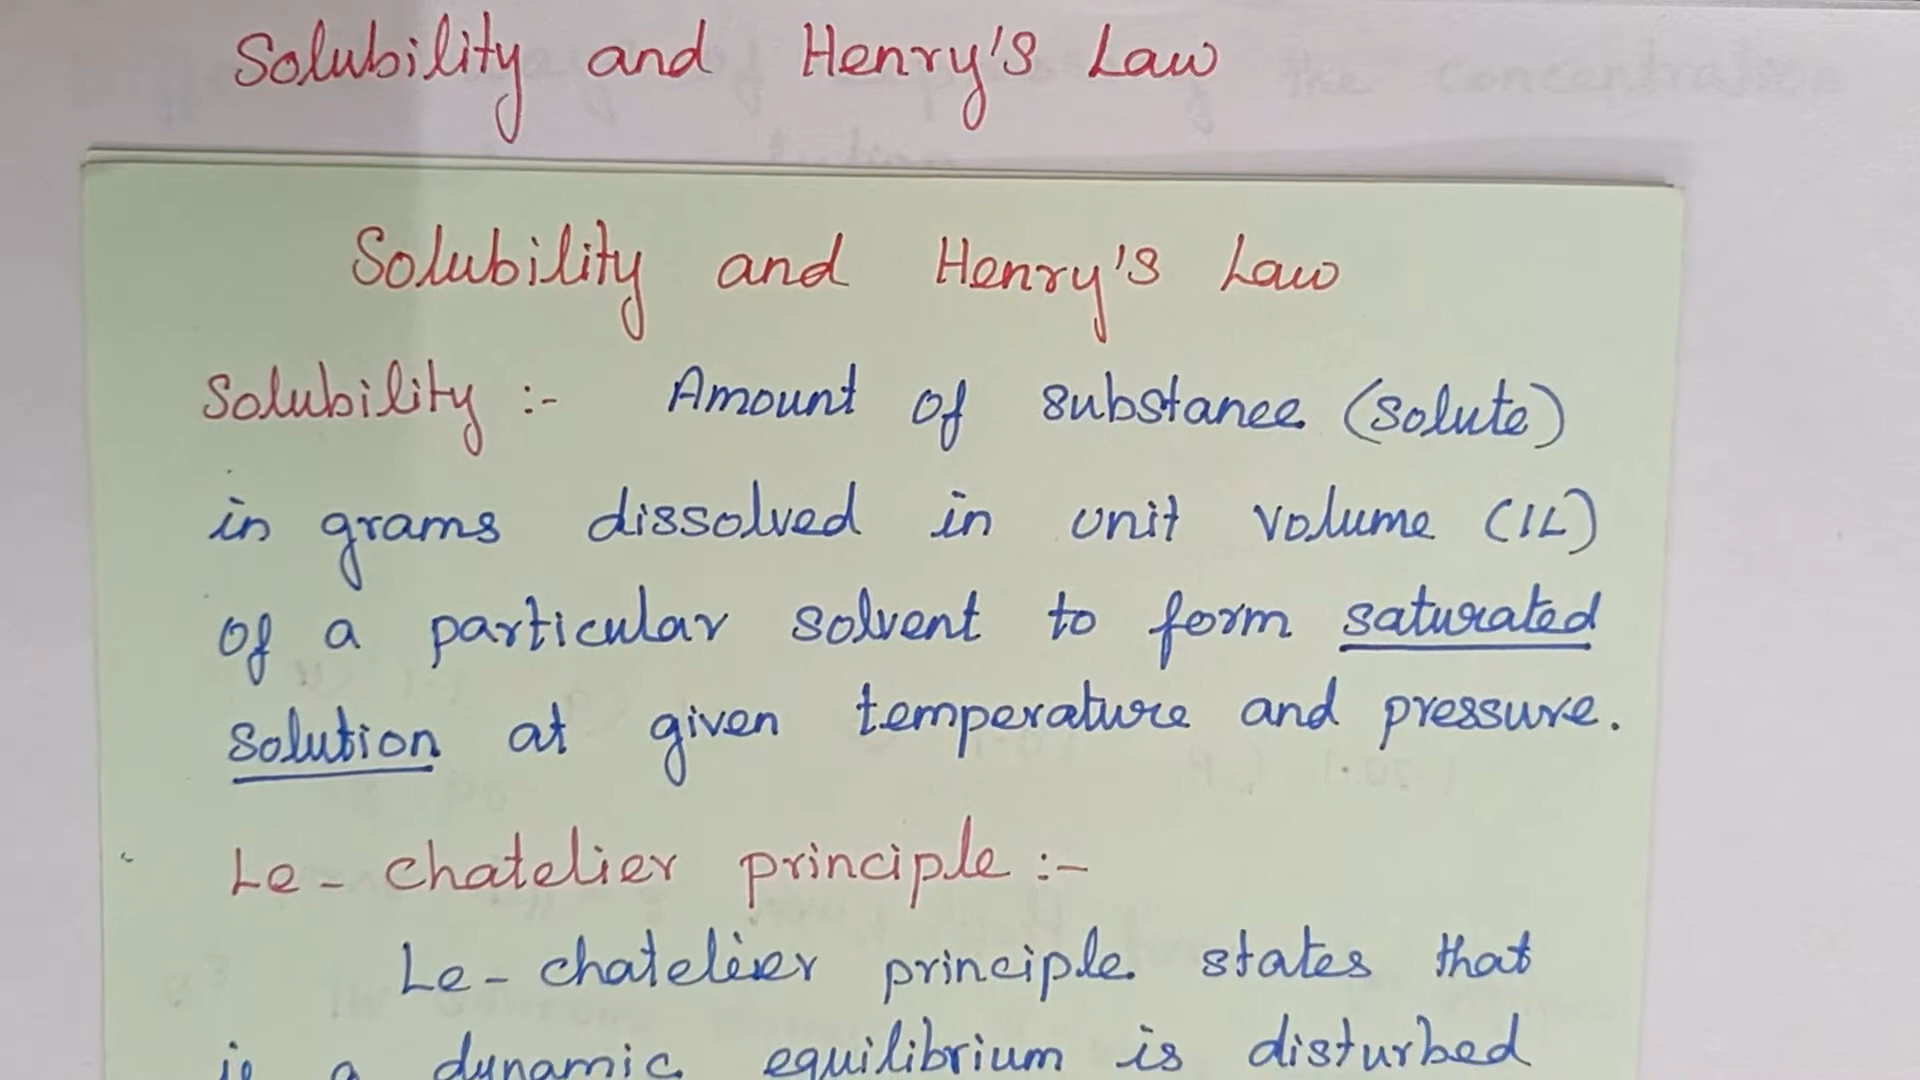 Solubility and Henry's Law
Solubility and Henry's Law
Solubility :- Amount of substance (solute)
in grams dissolved in unit volume (1L)
of a particular solvent to form saturated
solution at given temperature and pressure.
Le-chatelier principle :-
Le-chatelier principle states that
if a dynamic equilibrium is disturbed